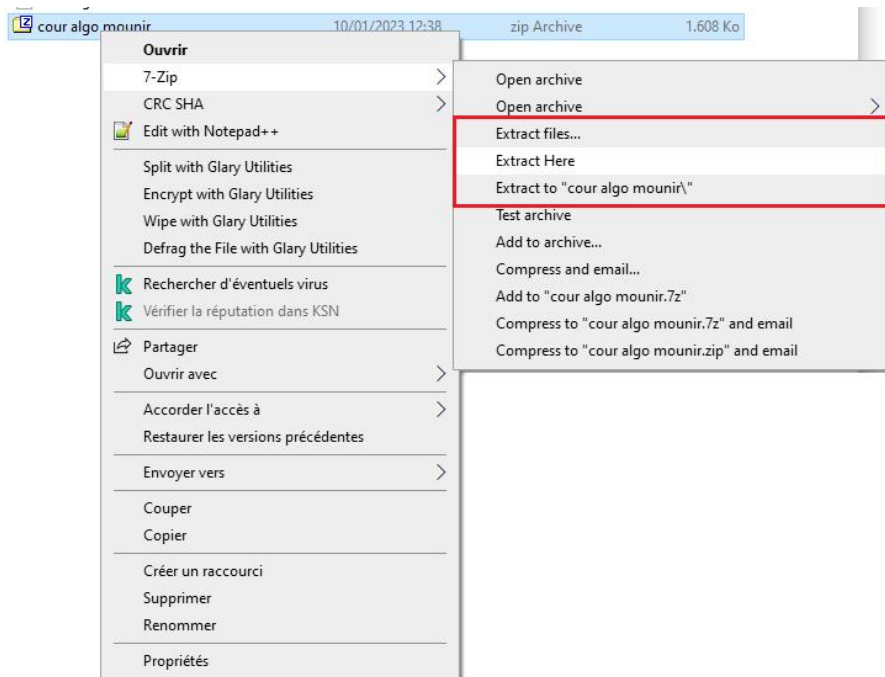 cour algo mounir 10/01/2023 12:38 zip Archive 1.608 Ko
Ouvrir
7-Zip
CRC SHA
Edit with Notepad++
Split with Glary Utilities
Encrypt with Glary Utilities
Wipe with Glary Utilities
Defrag the File with Glary Utilities
Rechercher d'éventuels virus
Vérifier la réputation dans KSN
Partager
Ouvrir avec
Accorder l'accès à
Restaurer les versions précédentes
Envoyer vers
Couper
Copier
Créer un raccourci
Supprimer
Renommer
Propriétés
Open archive
Open archive
Extract files...
Extract Here
Extract to "cour algo mounir\"
Test archive
Add to archive...
Compress and email...
Add to "cour algo mounir.7z"
Compress to "cour algo mounir.7z" and email
Compress to "cour algo mounir.zip" and email